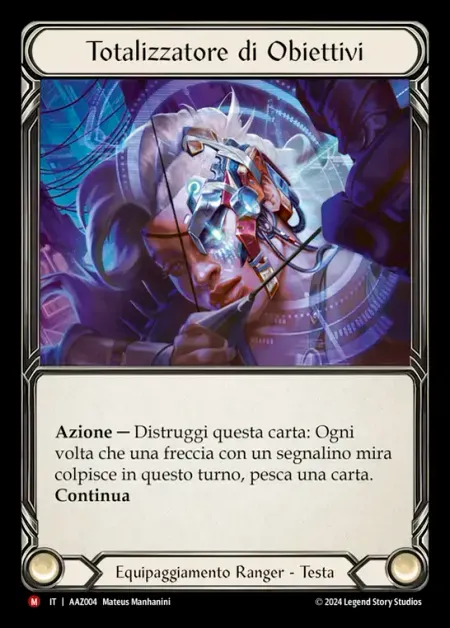 Totalizzatore di Obiettivi
Azione — Distruggi questa carta: Ogni
volta che una freccia con un segnalino mira
colpisce in questo turno, pesca una carta.
Continua
Equipaggiamento Ranger - Testa
M IT | AAZ004 Mateus Manhanini © 2024 Legend Story Studios